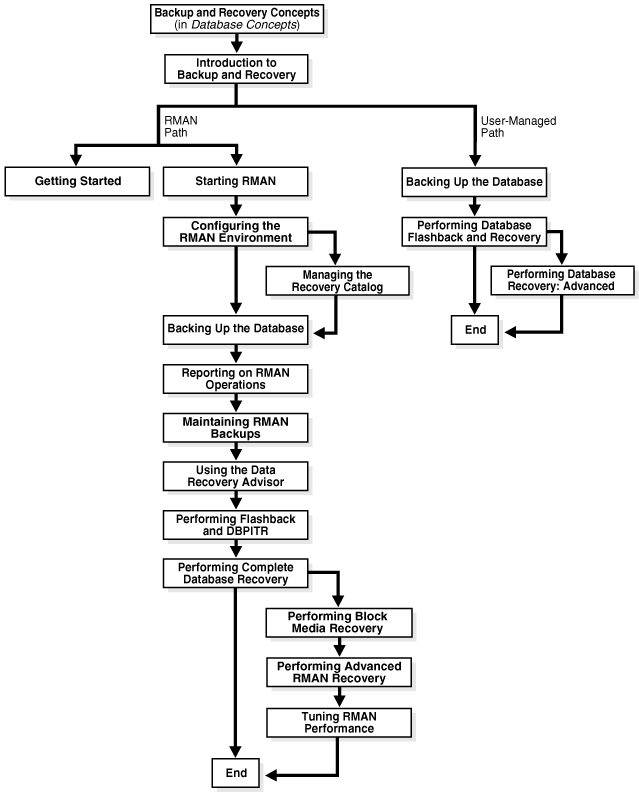 Backup and Recovery Concepts
(in Database Concepts)
Introduction to
Backup and Recovery
RMAN
Path
User-Managed
Path
Getting Started
Starting RMAN
Backing Up the Database
Configuring the
RMAN Environment
Performing Database
Flashback and Recovery
Managing the
Recovery Catalog
Performing Database
Recovery: Advanced
Backing Up the Database
End
Reporting on RMAN
Operations
Maintaining RMAN
Backups
Using the Data
Recovery Advisor
Performing Flashback
and DBPITR
Performing Complete
Database Recovery
Performing Block
Media Recovery
Performing Advanced
RMAN Recovery
Tuning RMAN
Performance
End